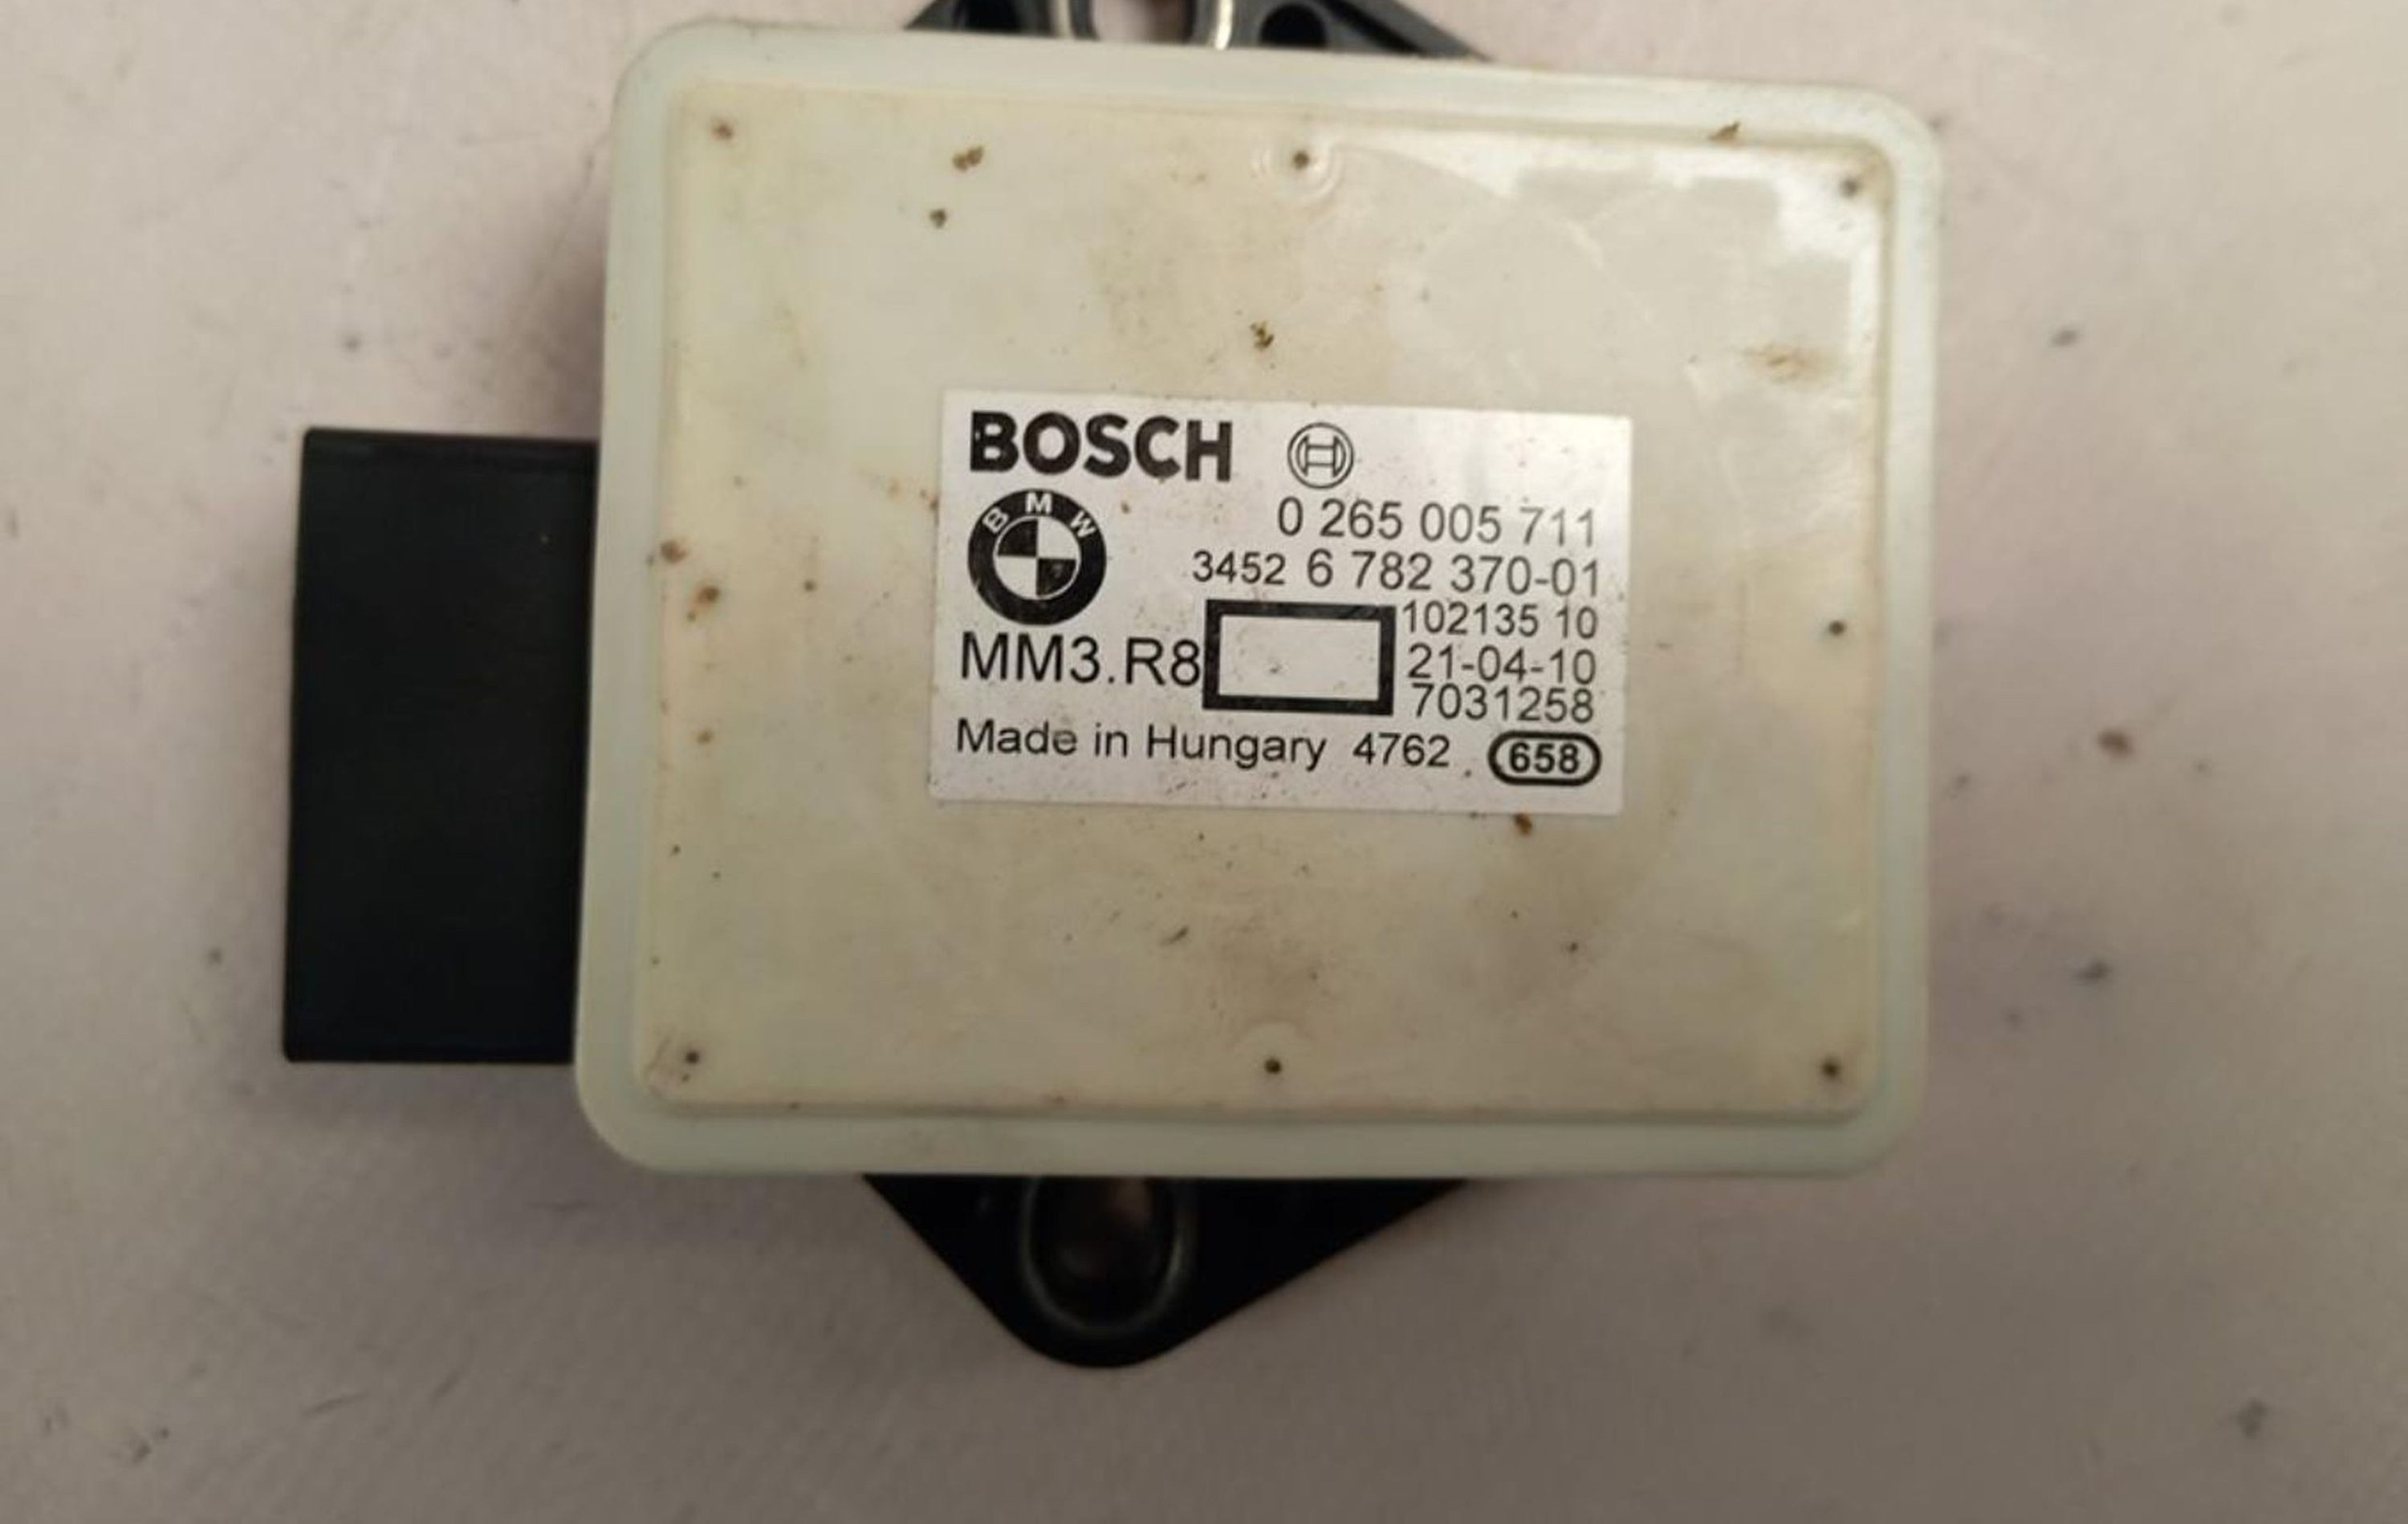 BOSCH
0 265 005 711
BMW
3452 6 782 370-01
102135 10
MM3.R8
21-04-10
7031258
Made in Hungary 4762 658